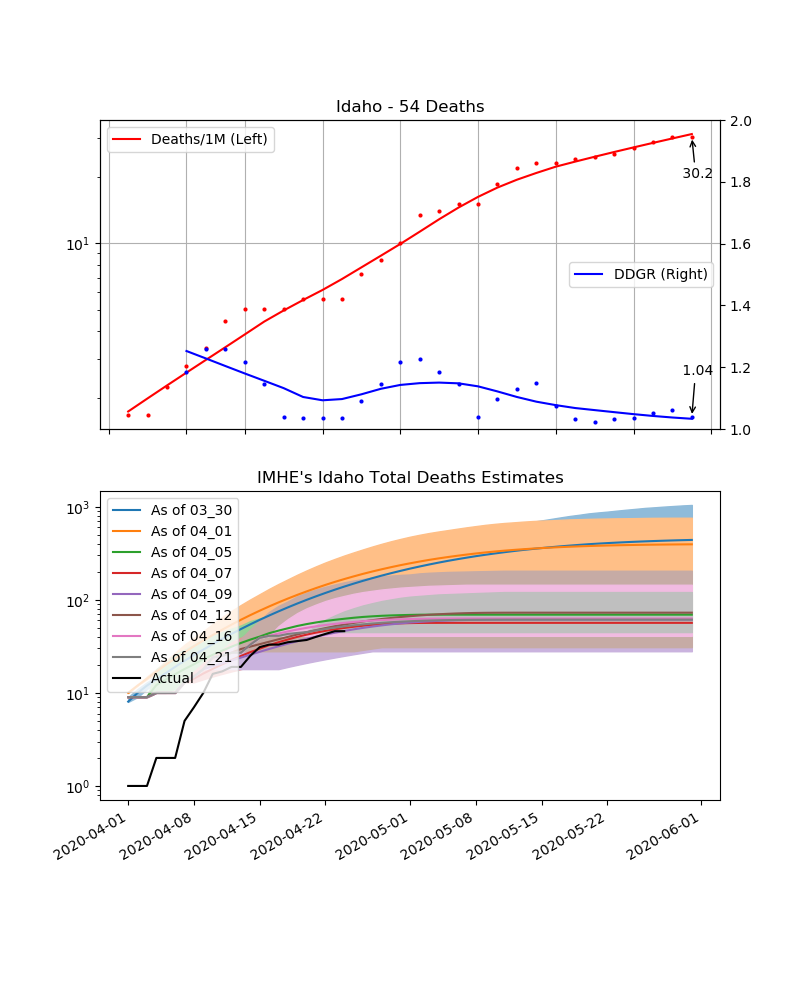 Idaho - 54 Deaths
Deaths/1M (Left)
2.0
1.8
1.6
1.4
1.2
1.0
10^1
30.2
DDGR (Right)
1.04
IMHE's Idaho Total Deaths Estimates
10^3
10^2
10^1
10^0
As of 03_30
As of 04_01
As of 04_05
As of 04_07
As of 04_09
As of 04_12
As of 04_16
As of 04_21
Actual
2020-04-01
2020-04-08
2020-04-15
2020-04-22
2020-05-01
2020-05-08
2020-05-15
2020-05-22
2020-06-01